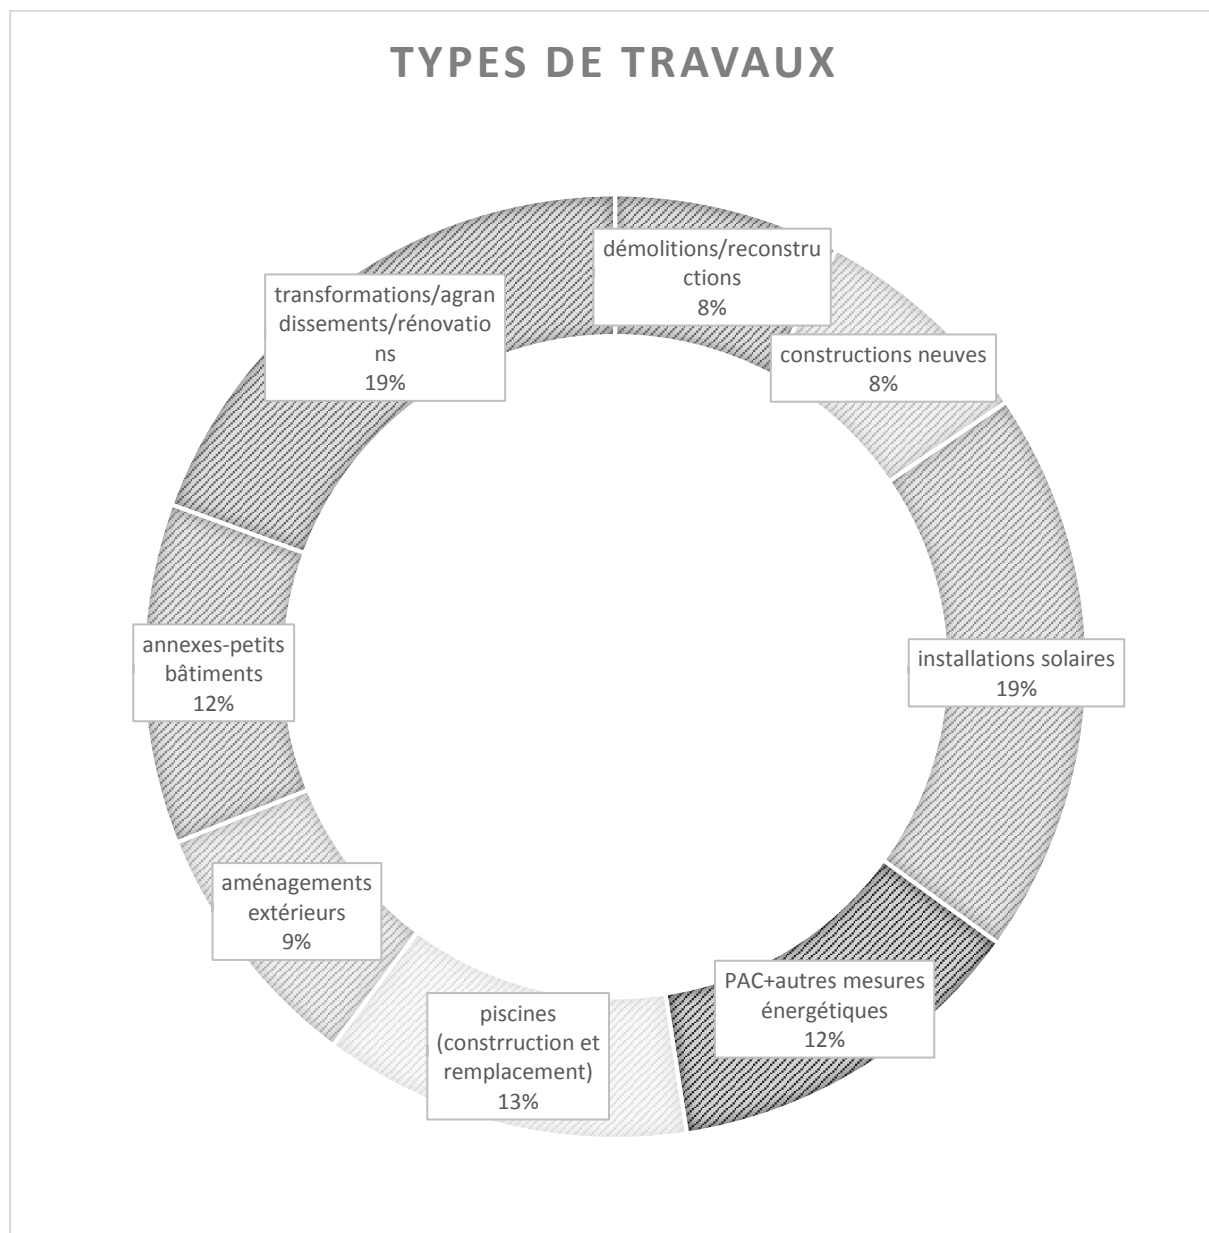 TYPES DE TRAVAUX
démolitions/reconstru
ctions
8%
constructions neuves
8%
installations solaires
19%
PAC+autres mesures
énergétiques
12%
piscines
(constrruction et
remplacement)
13%
aménagements
extérieurs
9%
annexes-petits
bâtiments
12%
transformations/agran
dissements/rénovatio
ns
19%